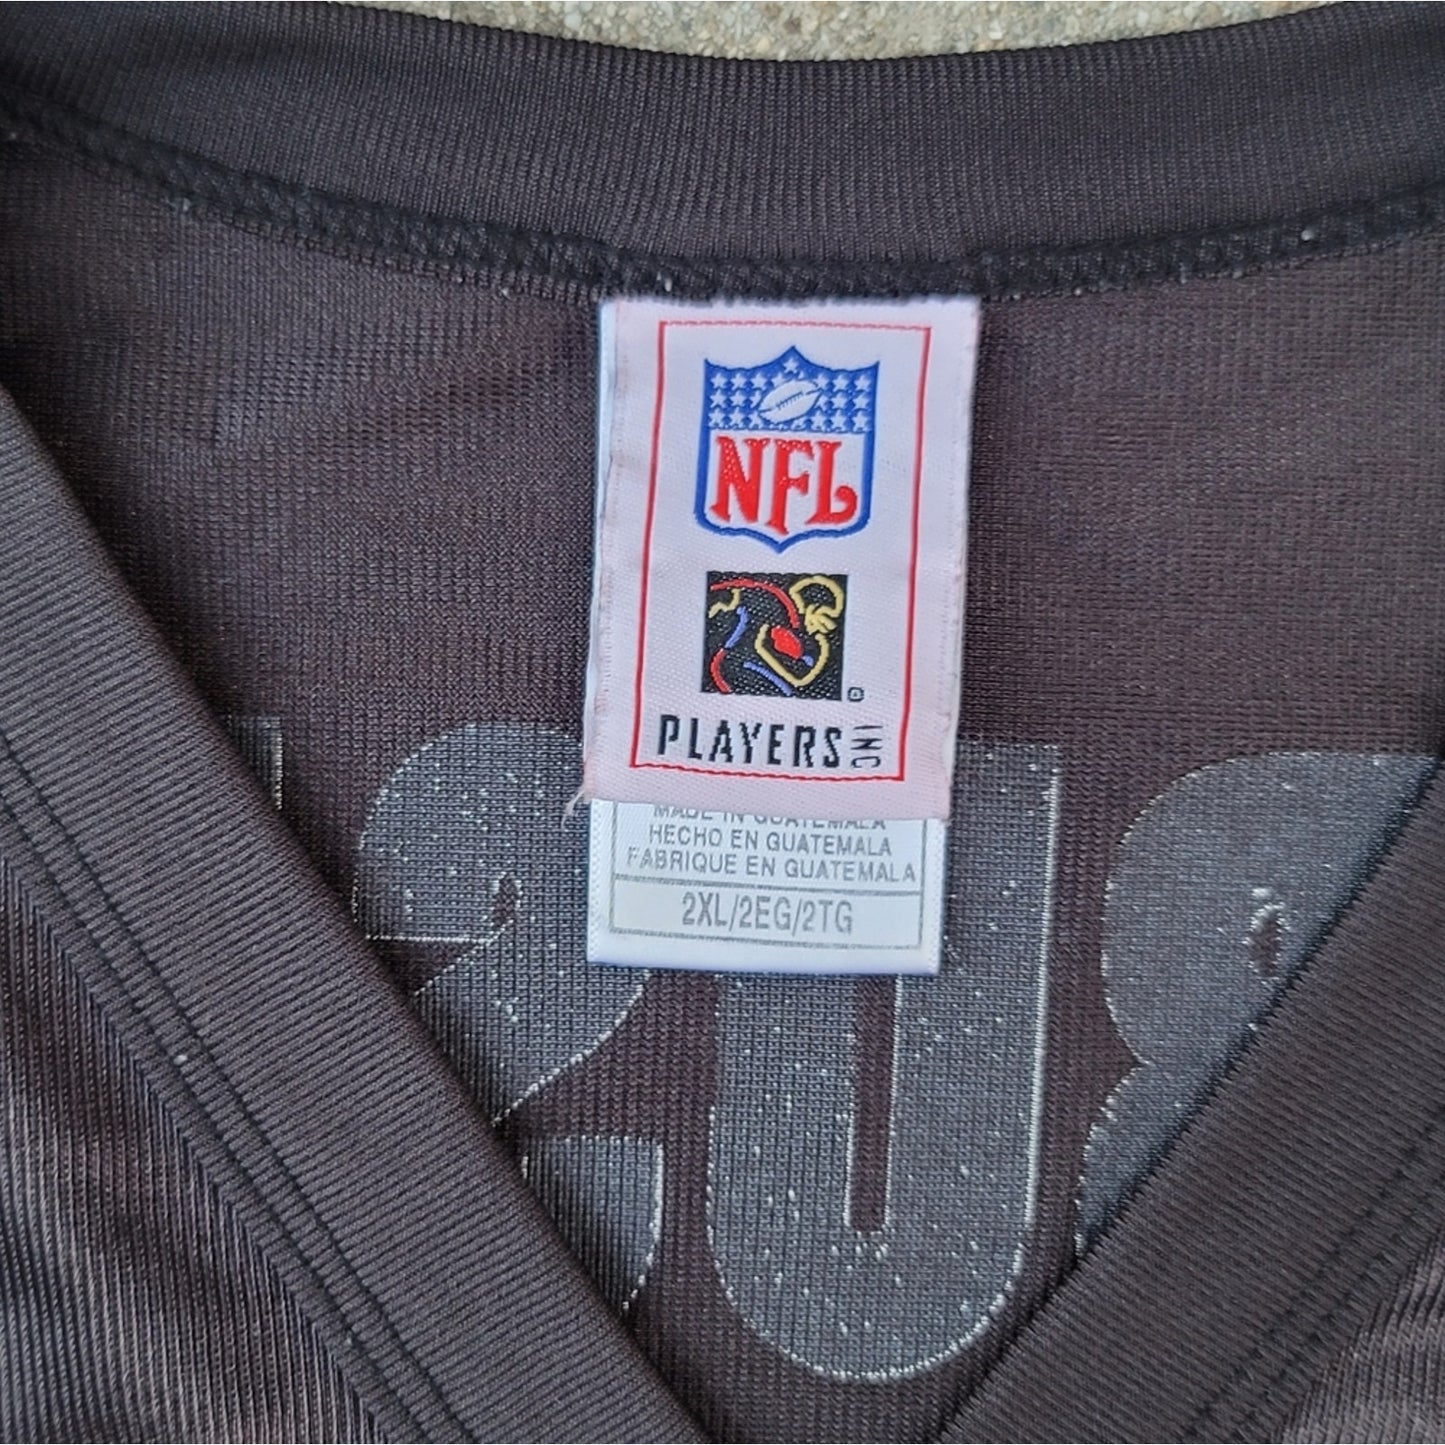 NFL
PLAYERS INC
MADE IN GUATEMALA
HECHO EN GUATEMALA
FABRIQUE EN GUATEMALA
2XL/2EG/2TG